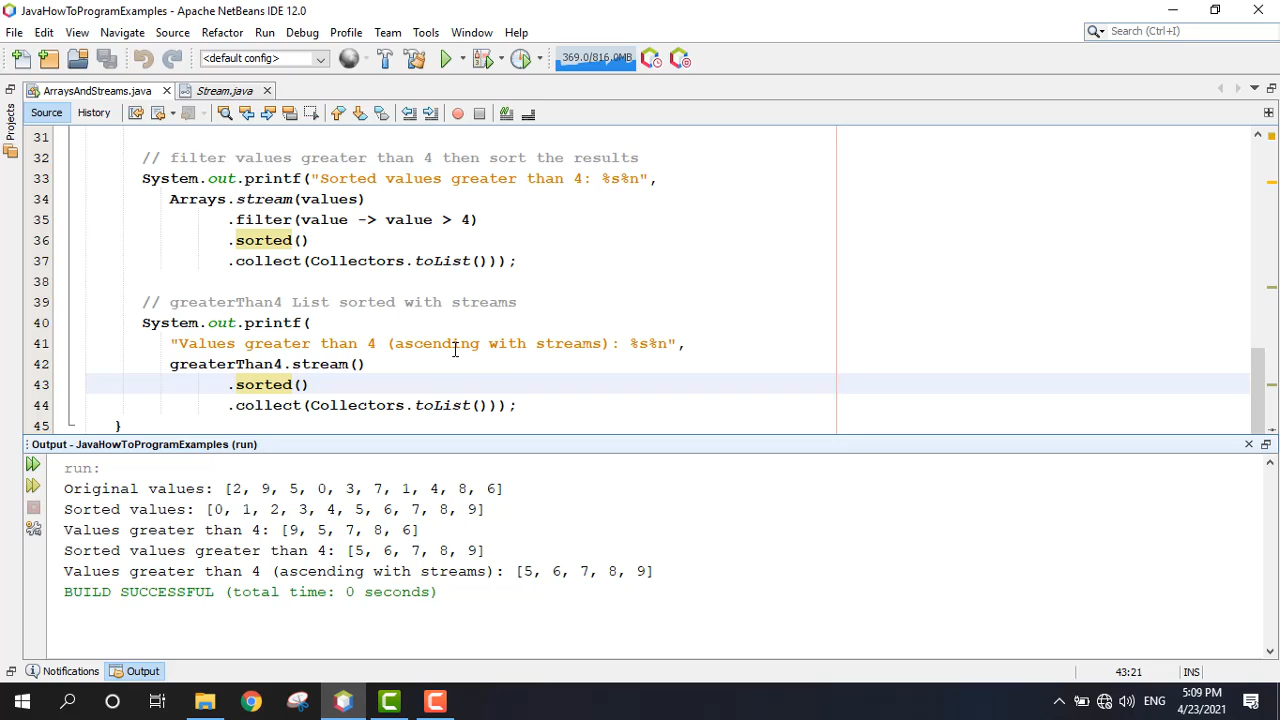 JavaHowToProgramExamples - Apache NetBeans IDE 12.0
File Edit View Navigate Source Refactor Run Debug Profile Team Tools Window Help
Search (Ctrl+I)
<default config>
369.0/816.0MB
ArraysAndStreams.java
Stream.java
Source History
Projects
31
32 // filter values greater than 4 then sort the results
33 System.out.printf("Sorted values greater than 4: %s%n",
34 Arrays.stream(values)
35 .filter(value -> value > 4)
36 .sorted()
37 .collect(Collectors.toList()));
38
39 // greaterThan4 List sorted with streams
40 System.out.printf(
41 "Values greater than 4 (ascending with streams): %s%n",
42 greaterThan4.stream()
43 .sorted()
44 .collect(Collectors.toList()));
45 }
Output - JavaHowToProgramExamples (run)
run:
Original values: [2, 9, 5, 0, 3, 7, 1, 4, 8, 6]
Sorted values: [0, 1, 2, 3, 4, 5, 6, 7, 8, 9]
Values greater than 4: [9, 5, 7, 8, 6]
Sorted values greater than 4: [5, 6, 7, 8, 9]
Values greater than 4 (ascending with streams): [5, 6, 7, 8, 9]
BUILD SUCCESSFUL (total time: 0 seconds)
Notifications Output
43:21 INS
ENG
5:09 PM
4/23/2021